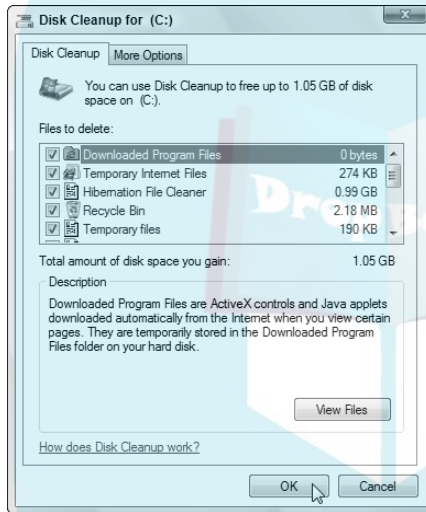 Disk Cleanup for (C:)
Disk Cleanup
More Options
You can use Disk Cleanup to free up to 1.05 GB of disk
space on (C:).
Files to delete:
Downloaded Program Files 0 bytes
Temporary Internet Files 274 KB
Hibernation File Cleaner 0.99 GB
Recycle Bin 2.18 MB
Temporary files 190 KB
Total amount of disk space you gain: 1.05 GB
Description
Downloaded Program Files are ActiveX controls and Java applets
downloaded automatically from the Internet when you view certain
pages. They are temporarily stored in the Downloaded Program
Files folder on your hard disk.
View Files
How does Disk Cleanup work?
OK
Cancel